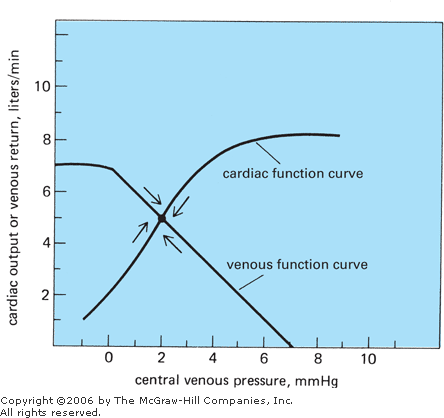 cardiac output or venous return, liters/min
10
8
6
4
2
cardiac function curve
venous function curve
0 2 4 6 8 10
central venous pressure, mmHg
Copyright ©2006 by The McGraw-Hill Companies, Inc.
All rights reserved.